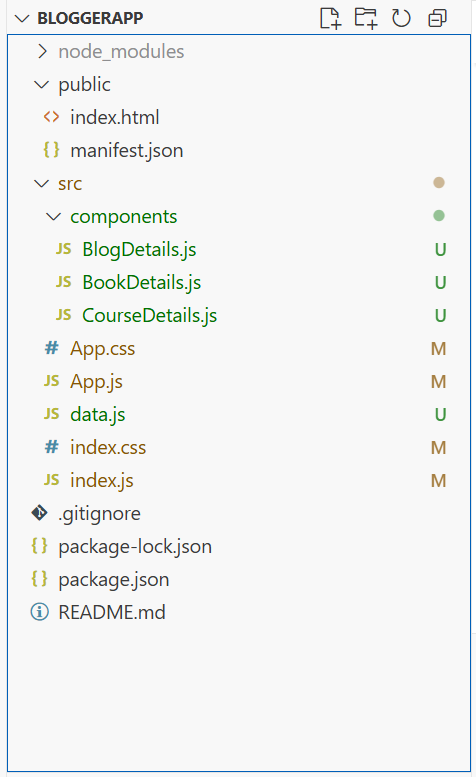 BLOGGERAPP
node_modules
public
<> index.html
{} manifest.json
src
components
JS BlogDetails.js U
JS BookDetails.js U
JS CourseDetails.js U
# App.css M
JS App.js M
JS data.js U
# index.css M
JS index.js M
.gitignore
{} package-lock.json
{} package.json
README.md